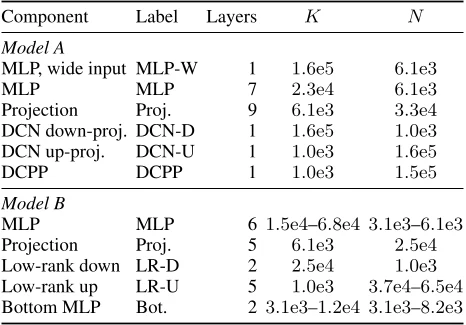 Component Label Layers K N
Model A
MLP, wide input MLP-W 1 1.6e5 6.1e3
MLP MLP 7 2.3e4 6.1e3
Projection Proj. 9 6.1e3 3.3e4
DCN down-proj. DCN-D 1 1.6e5 1.0e3
DCN up-proj. DCN-U 1 1.0e3 1.6e5
DCPP DCPP 1 1.0e3 1.5e5
Model B
MLP MLP 6 1.5e4–6.8e4 3.1e3–6.1e3
Projection Proj. 5 6.1e3 2.5e4
Low-rank down LR-D 2 2.5e4 1.0e3
Low-rank up LR-U 5 1.0e3 3.7e4–6.5e4
Bottom MLP Bot. 2 3.1e3–1.2e4 3.1e3–8.2e3